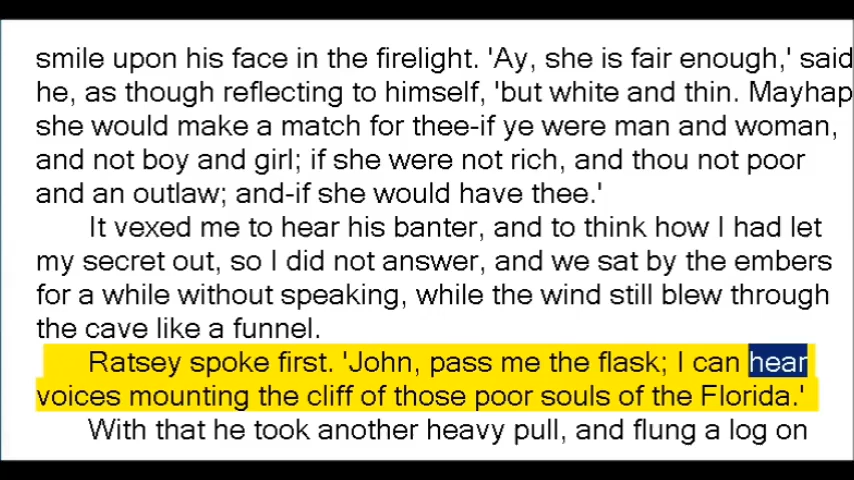 smile upon his face in the firelight. 'Ay, she is fair enough,' said
he, as though reflecting to himself, 'but white and thin. Mayhap
she would make a match for thee-if ye were man and woman,
and not boy and girl; if she were not rich, and thou not poor
and an outlaw; and-if she would have thee.'
It vexed me to hear his banter, and to think how I had let
my secret out, so I did not answer, and we sat by the embers
for a while without speaking, while the wind still blew through
the cave like a funnel.
Ratsey spoke first. 'John, pass me the flask; I can hear
voices mounting the cliff of those poor souls of the Florida.'
With that he took another heavy pull, and flung a log on